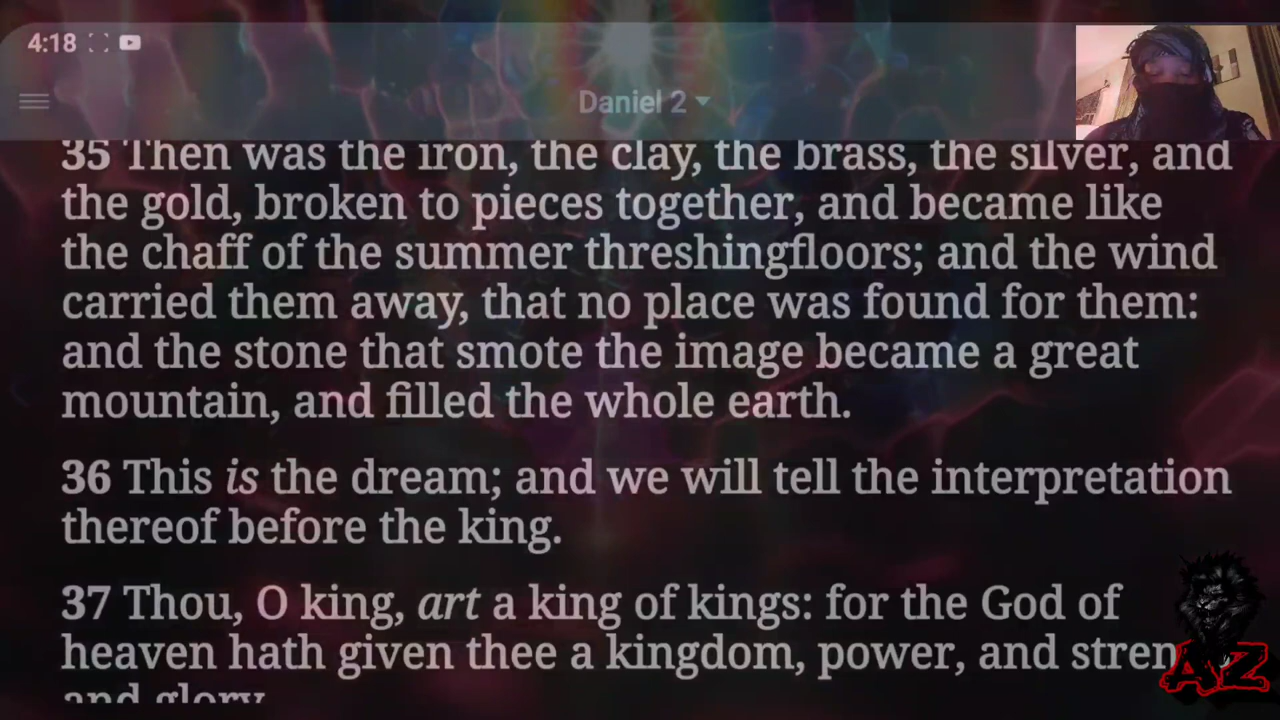 4:18
Daniel 2
35 Then was the iron, the clay, the brass, the silver, and
the gold, broken to pieces together, and became like
the chaff of the summer threshingfloors; and the wind
carried them away, that no place was found for them:
and the stone that smote the image became a great
mountain, and filled the whole earth.
36 This is the dream; and we will tell the interpretation
thereof before the king.
37 Thou, O king, art a king of kings: for the God of
heaven hath given thee a kingdom, power, and stren
and glory
AZ